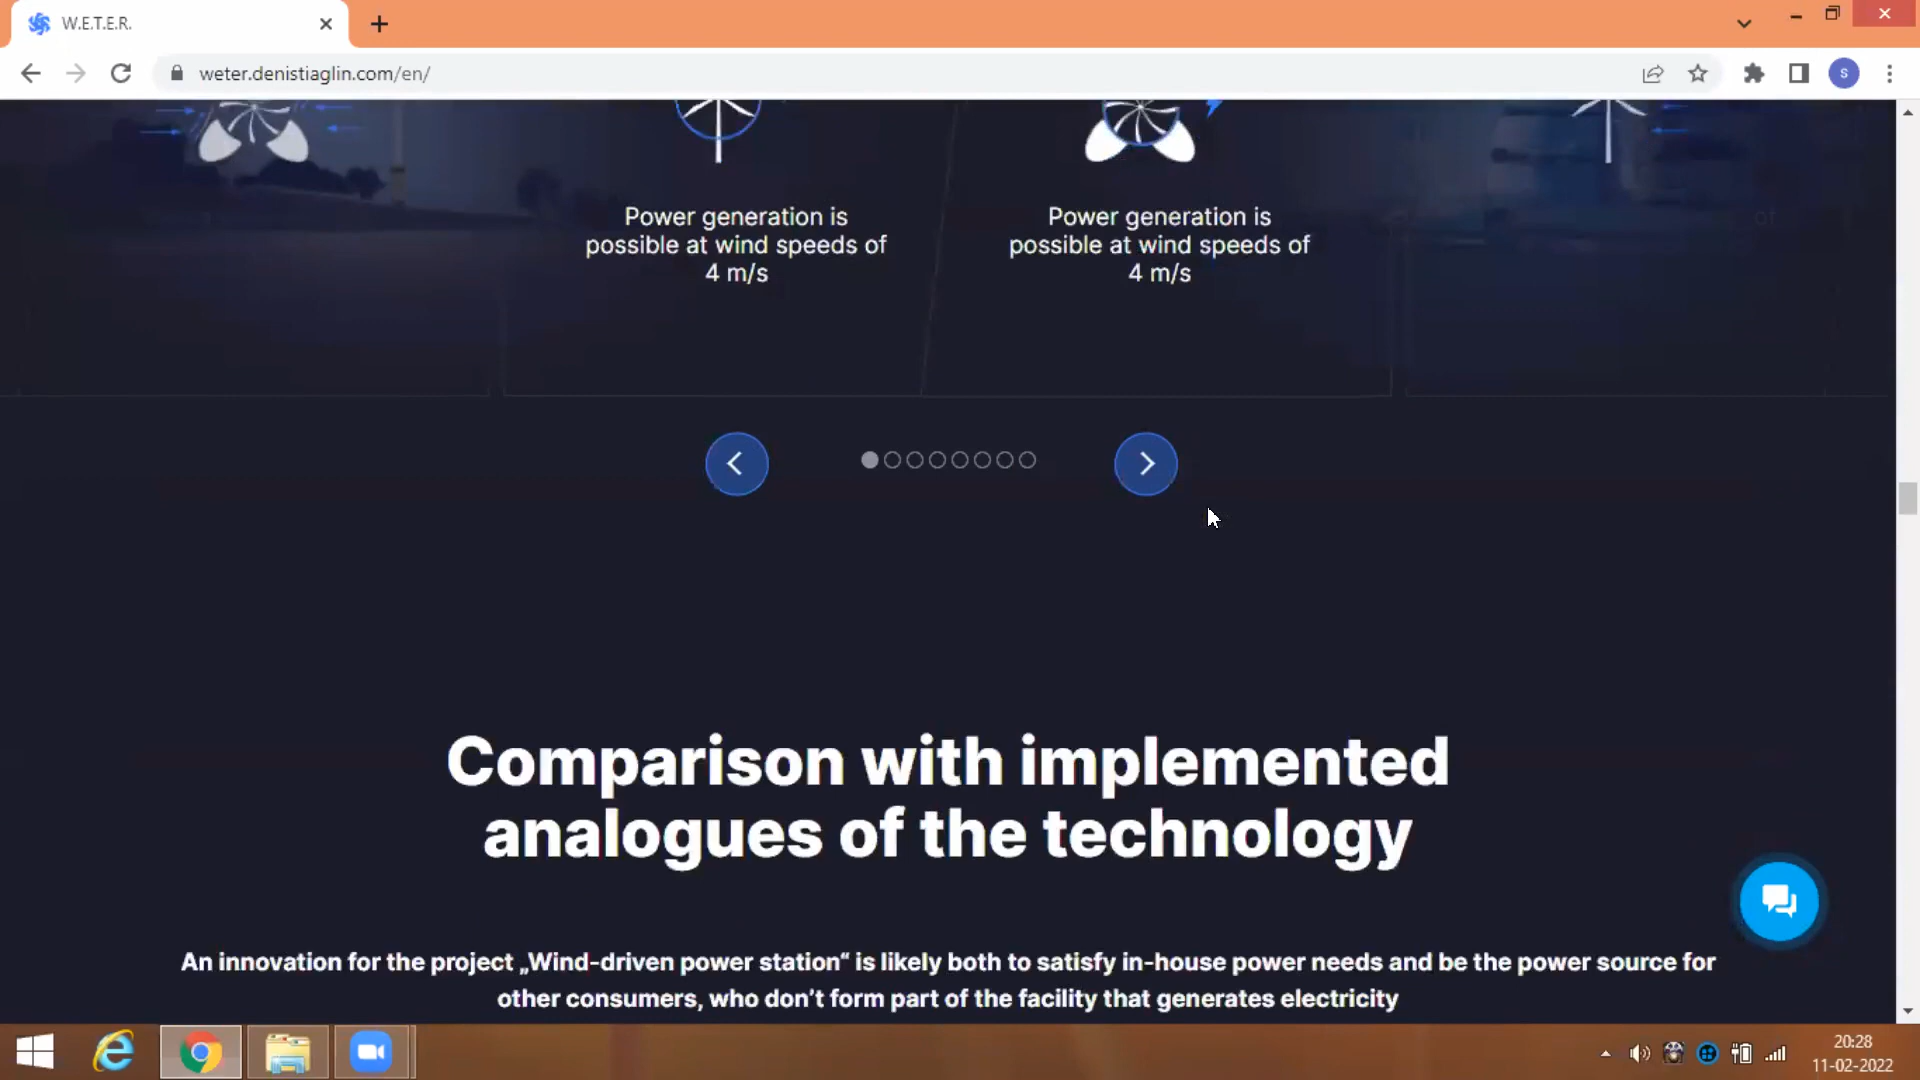 W.E.T.E.R.
weter.denistiaglin.com/en/
S
of
Power generation is
possible at wind speeds of
4 m/s
Power generation is
possible at wind speeds of
4 m/s
Comparison with implemented
analogues of the technology
An innovation for the project „Wind-driven power station“ is likely both to satisfy in-house power needs and be the power source for
other consumers, who don’t form part of the facility that generates electricity
20:28
11-02-2022